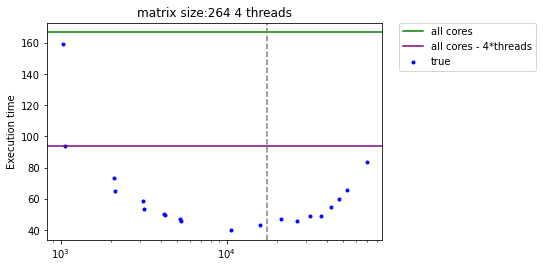 matrix size:264 4 threads
all cores
all cores - 4*threads
true
Execution time
160
140
120
100
80
60
40
10³
10⁴